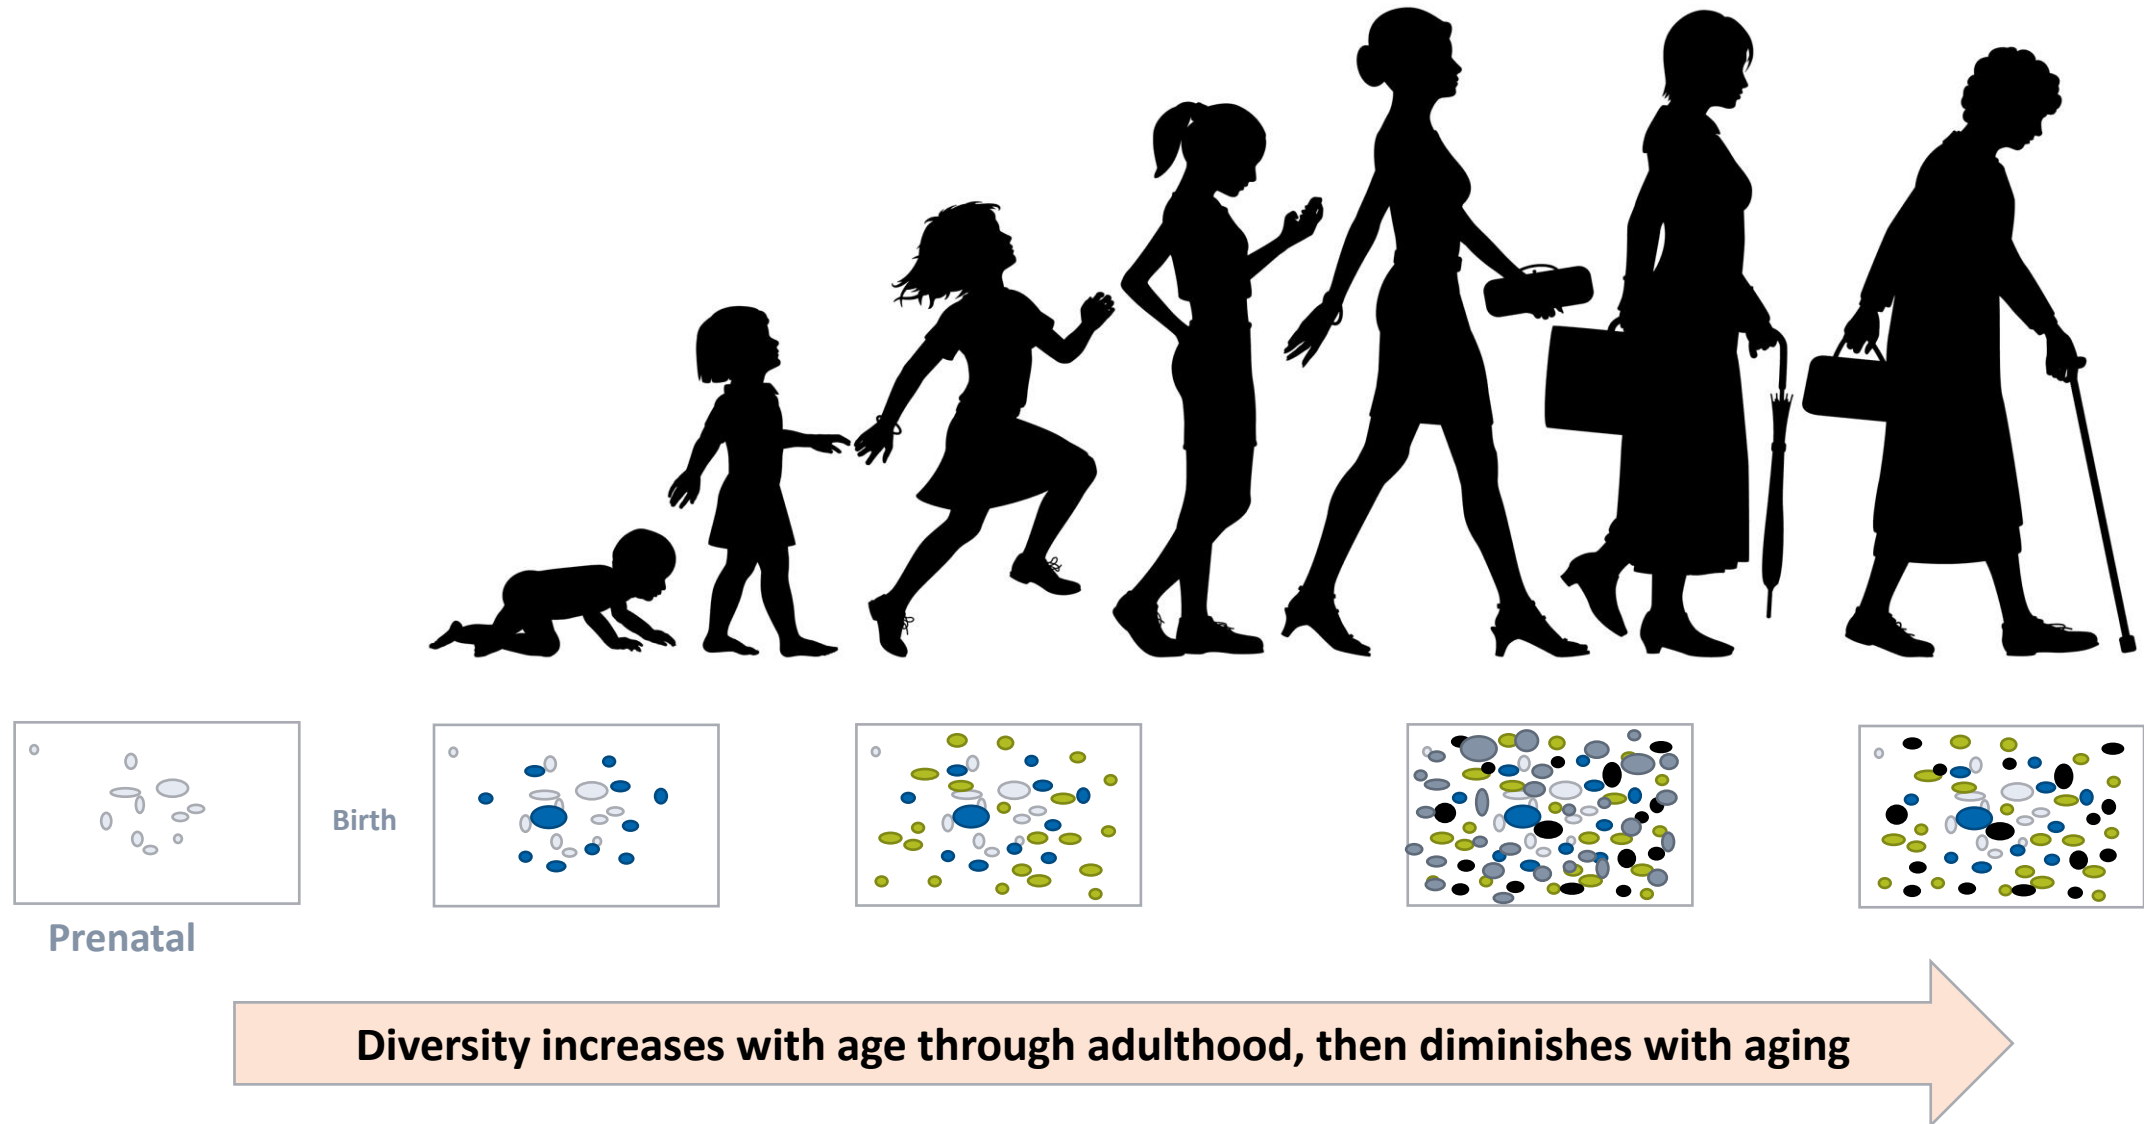 Birth
Prenatal
Diversity increases with age through adulthood, then diminishes with aging